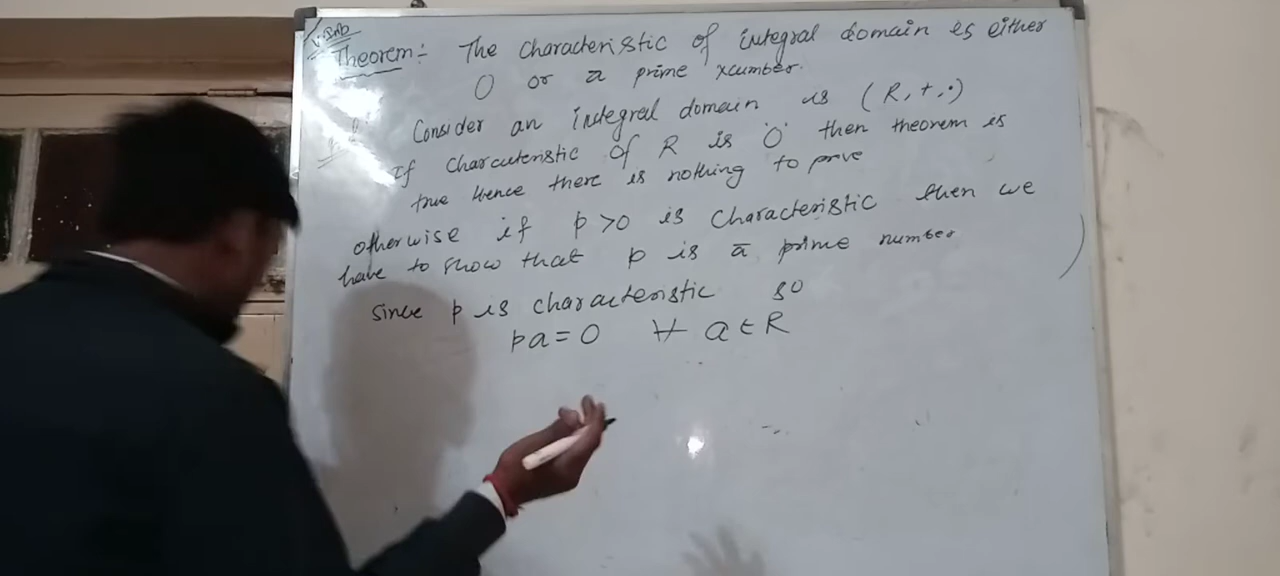 Theorem:- The characteristic of integral domain is either
0 or a prime number.
Consider an integral domain is (R, +, .)
If characteristic of R is '0' then theorem is
true Hence there is nothing to prove
otherwise if p >0 is characteristic then we
have to show that p is a prime number
since p is characteristic so
pa = 0 ∀ a ∈ R